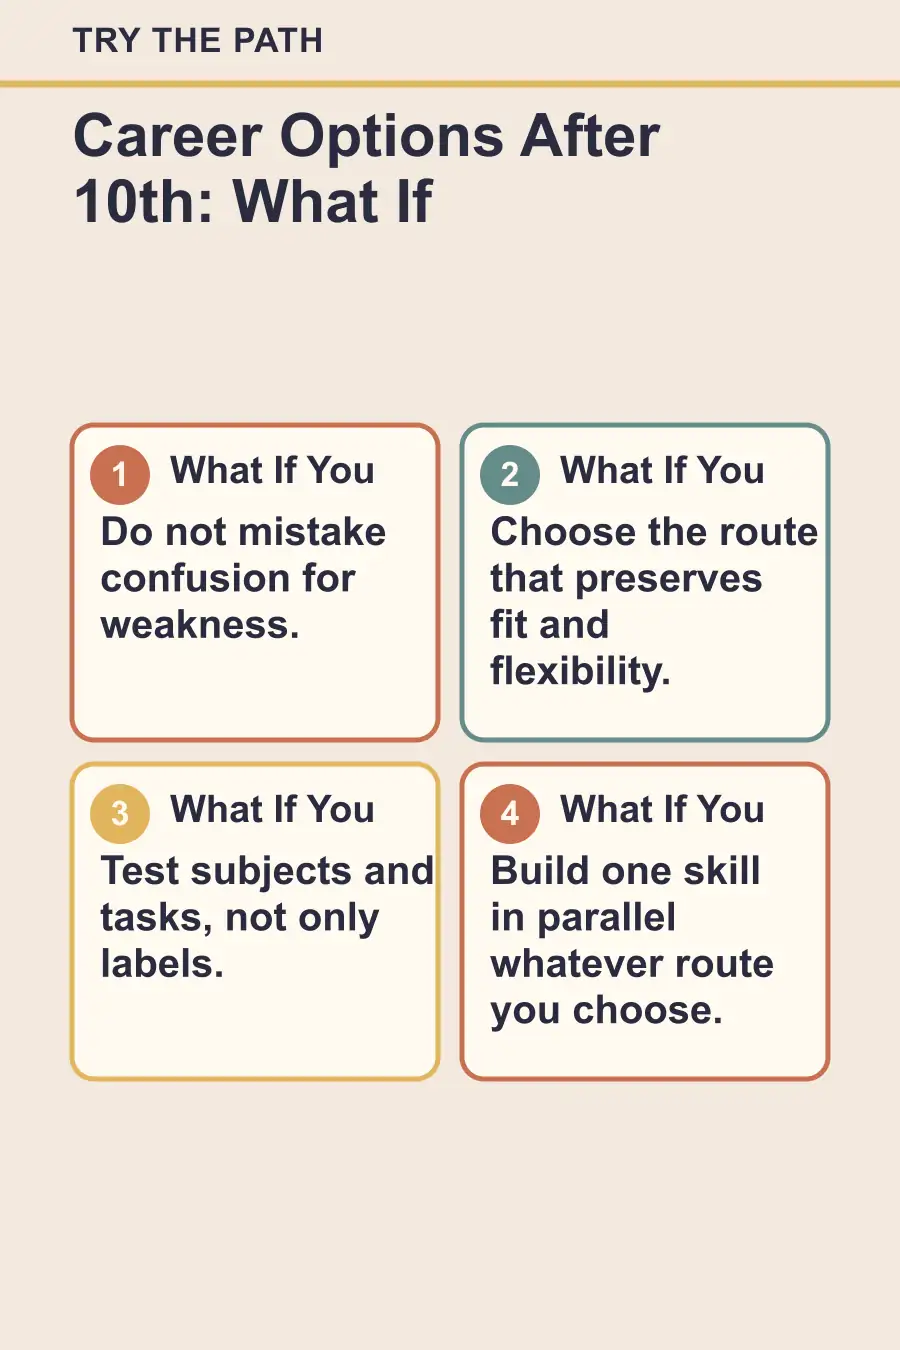 TRY THE PATH
Career Options After
10th: What If
1 What If You
Do not mistake
confusion for
weakness.
2 What If You
Choose the route
that preserves
fit and
flexibility.
3 What If You
Test subjects and
tasks, not only
labels.
4 What If You
Build one skill
in parallel
whatever route
you choose.